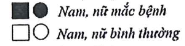 Nam, nữ mắc bệnh
Nam, nữ bình thường